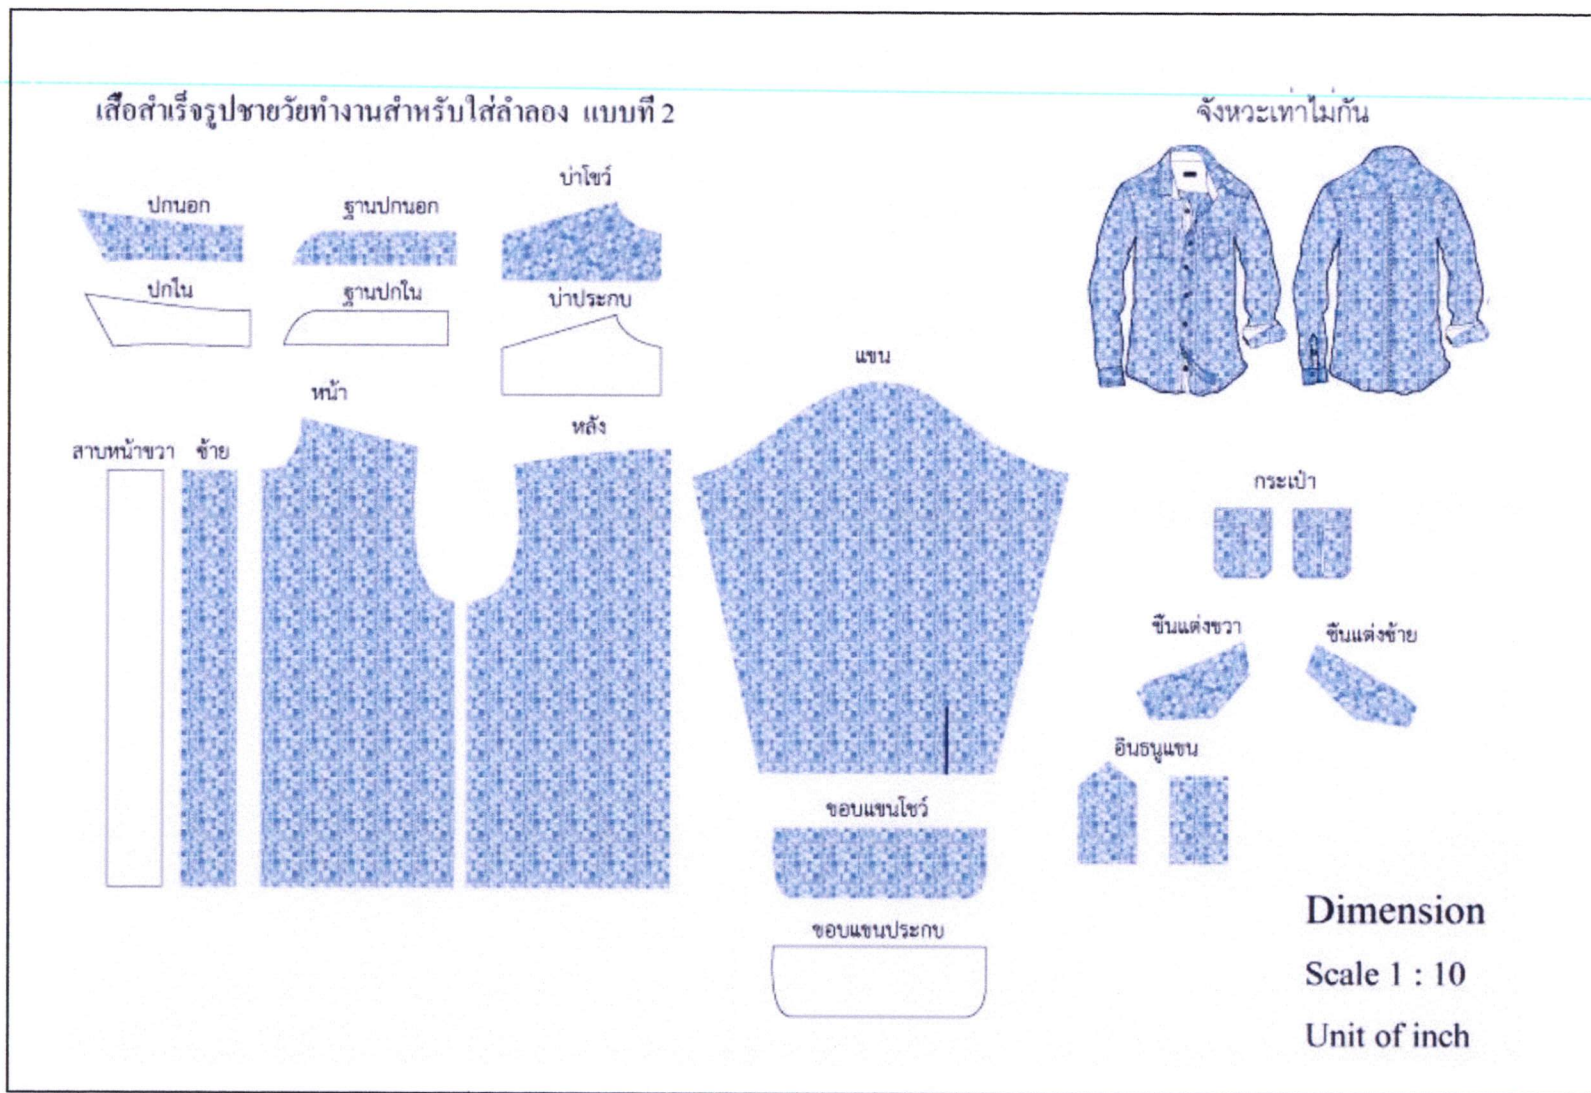 เสื้อสำเร็จรูปชายวัยทำงานสำหรับใส่ลำลอง แบบที่ 2
จังหวะเท่าไม่กัน
ปกนอก
ฐานปกนอก
บ่าโชว์
ปกใน
ฐานปกใน
บ่าประกบ
หน้า
หลัง
แขน
สาบหน้าขวา
ซ้าย
กระเป๋า
ชิ้นแต่งขวา
ชิ้นแต่งซ้าย
อินธนูแขน
ขอบแขนโชว์
ขอบแขนประกบ
Dimension
Scale 1 : 10
Unit of inch